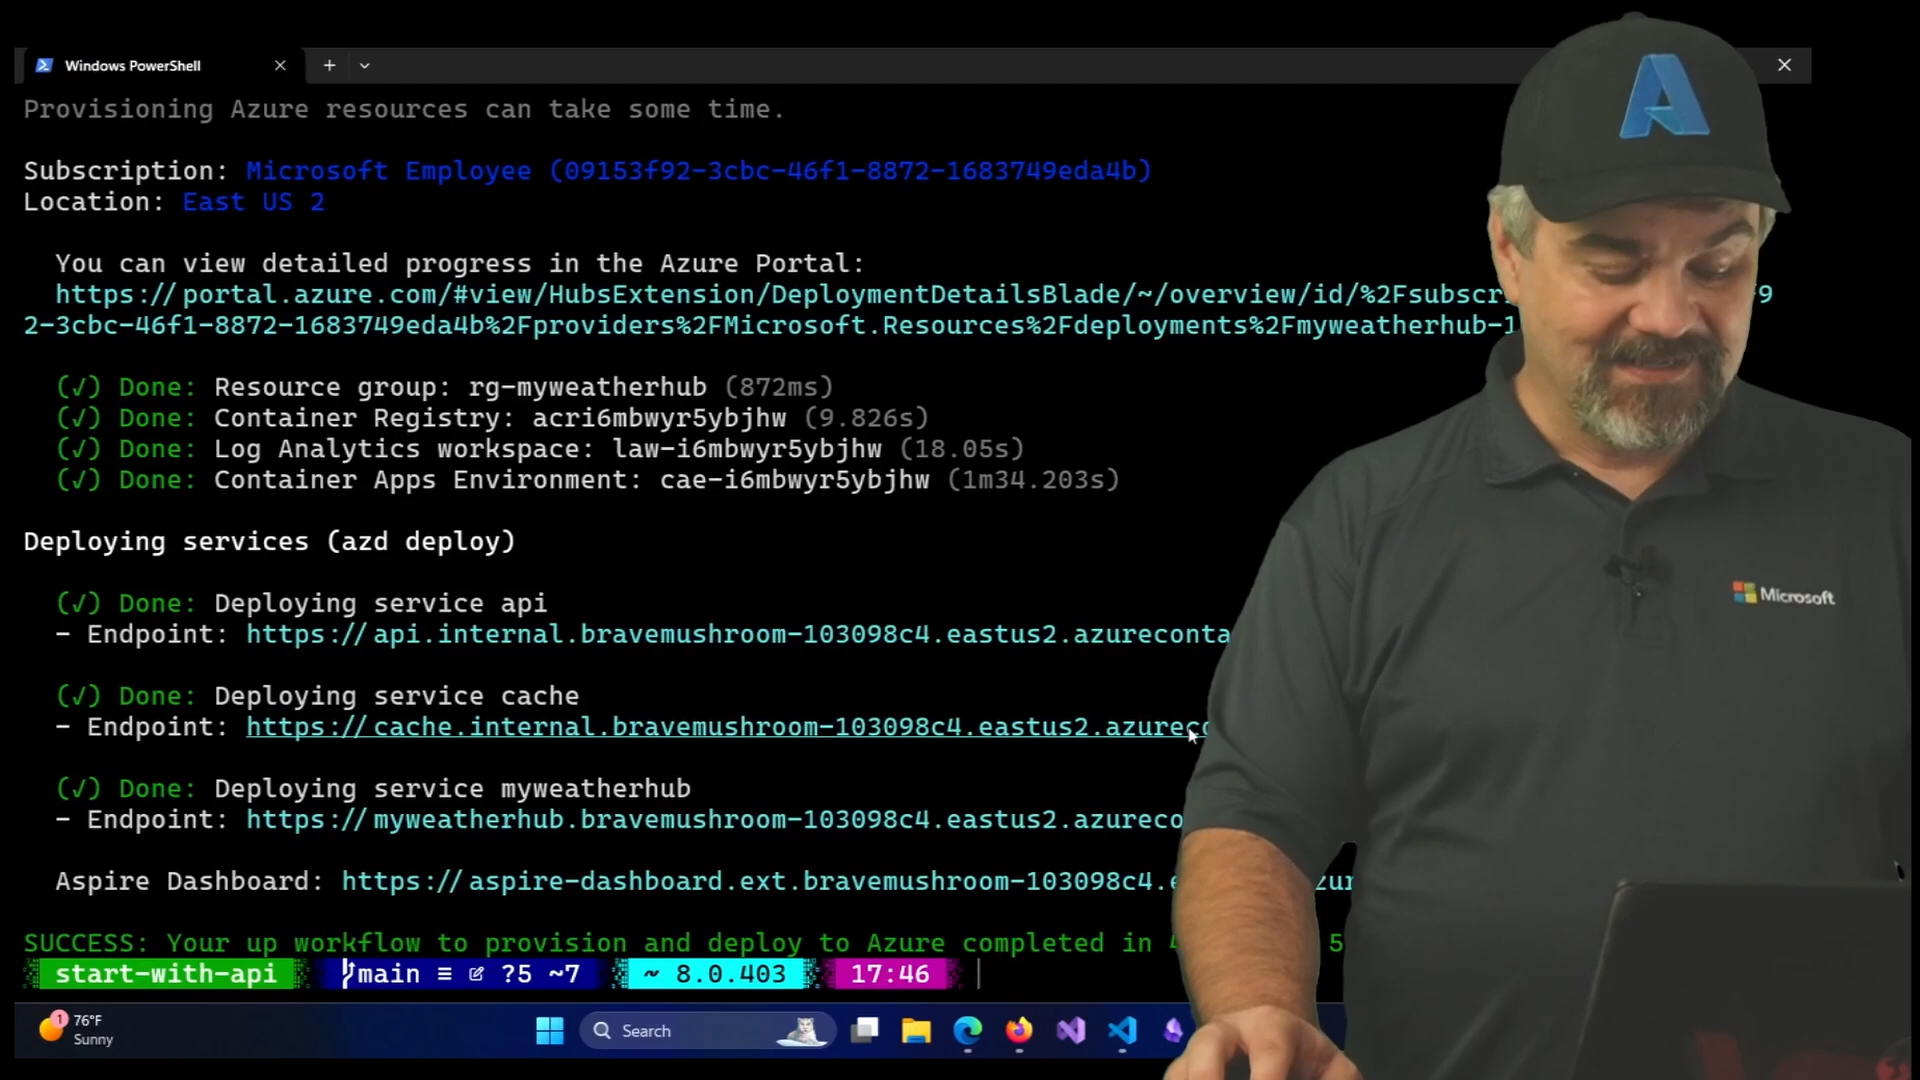 Windows PowerShell
Provisioning Azure resources can take some time.
Subscription: Microsoft Employee (09153f92-3cbc-46f1-8872-1683749eda4b)
Location: East US 2
You can view detailed progress in the Azure Portal:
https://portal.azure.com/#view/HubsExtension/DeploymentDetailsBlade/~/overview/id/%2Fsubscr 9
2-3cbc-46f1-8872-1683749eda4b%2Fproviders%2FMicrosoft.Resources%2Fdeployments%2Fmyweatherhub-1
(√) Done: Resource group: rg-myweatherhub (872ms)
(√) Done: Container Registry: acri6mbwyr5ybjhw (9.826s)
(√) Done: Log Analytics workspace: law-i6mbwyr5ybjhw (18.05s)
(√) Done: Container Apps Environment: cae-i6mbwyr5ybjhw (1m34.203s)
Deploying services (azd deploy)
(√) Done: Deploying service api
- Endpoint: https://api.internal.bravemushroom-103098c4.eastus2.azureconta
(√) Done: Deploying service cache
- Endpoint: https://cache.internal.bravemushroom-103098c4.eastus2.azurec
(√) Done: Deploying service myweatherhub
- Endpoint: https://myweatherhub.bravemushroom-103098c4.eastus2.azureco
Aspire Dashboard: https://aspire-dashboard.ext.bravemushroom-103098c4.e zur
SUCCESS: Your up workflow to provision and deploy to Azure completed in 4 5
start-with-api main ≡ ?5 ~7 ~ 8.0.403 17:46
1
76°F
Sunny
Search
Microsoft